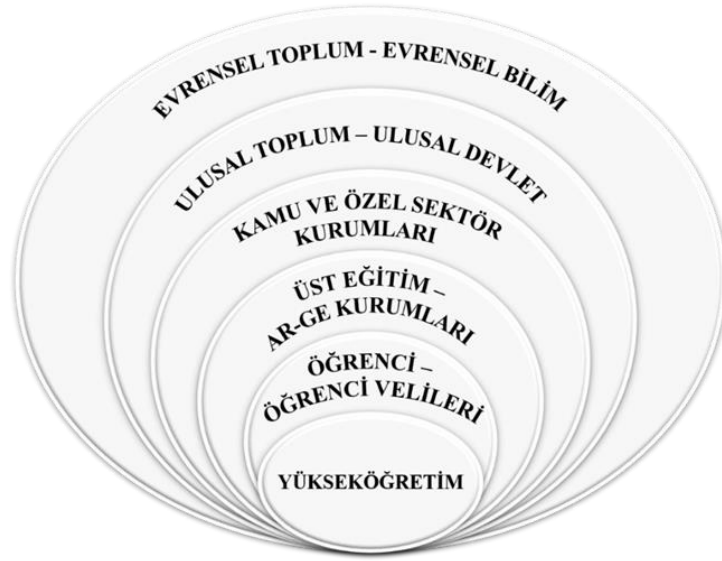 EVRENSEL TOPLUM - EVRENSEL BİLİM
ULUSAL TOPLUM – ULUSAL DEVLET
KAMU VE ÖZEL SEKTÖR
KURUMLARI
ÜST EĞİTİM –
AR-GE KURUMLARI
ÖĞRENCİ –
ÖĞRENCİ VELİLERİ
YÜKSEKÖĞRETİM